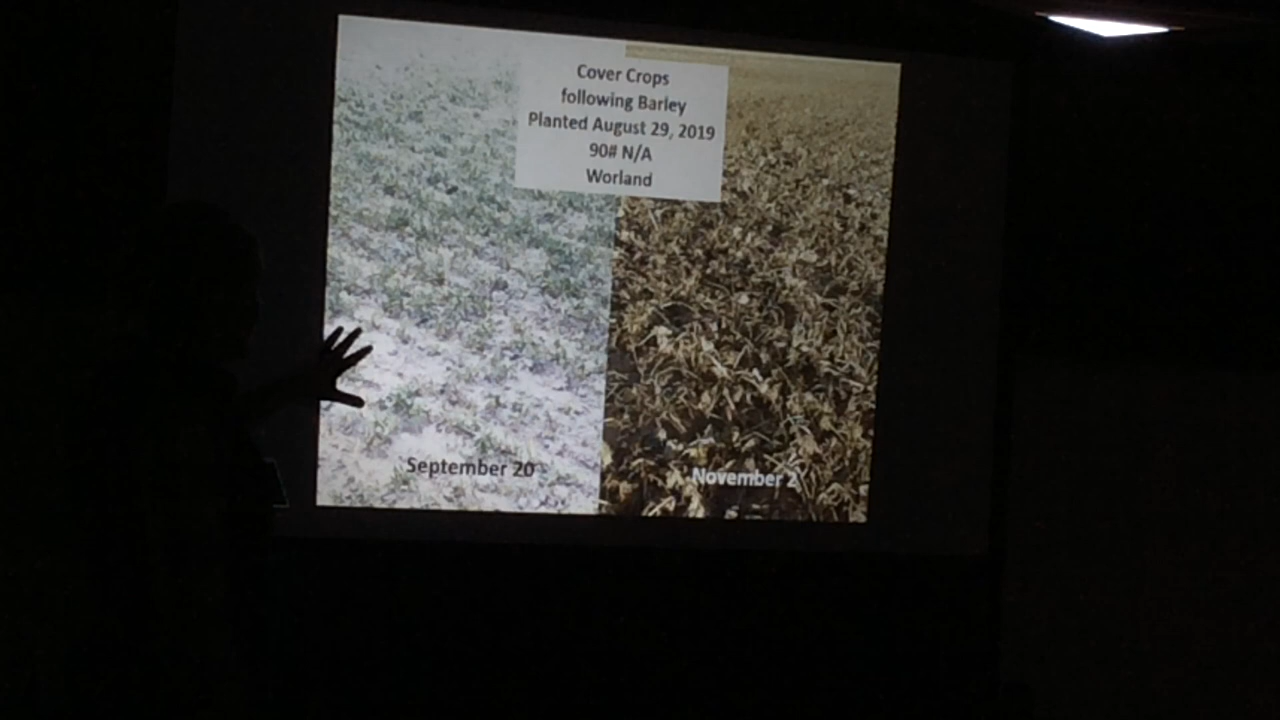 Cover Crops
following Barley
Planted August 29, 2019
90# N/A
Worland
September 20
November 2